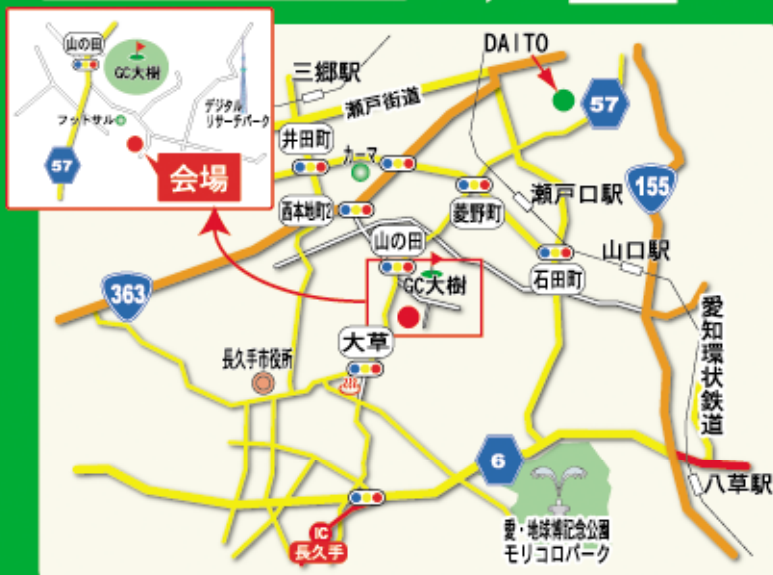 山の田
GC大樹
デジタル
リサーチパーク
フットサル
57
会場
DAITO
三郷駅
瀬戸街道
57
井田町
カーマ
155
瀬戸口駅
西本地町2
菱野町
山の田
山口駅
363
GC大樹
石田町
大草
長久手市役所
愛知環状鉄道
6
八草駅
愛・地球博記念公園
モリコロパーク
IC
長久手